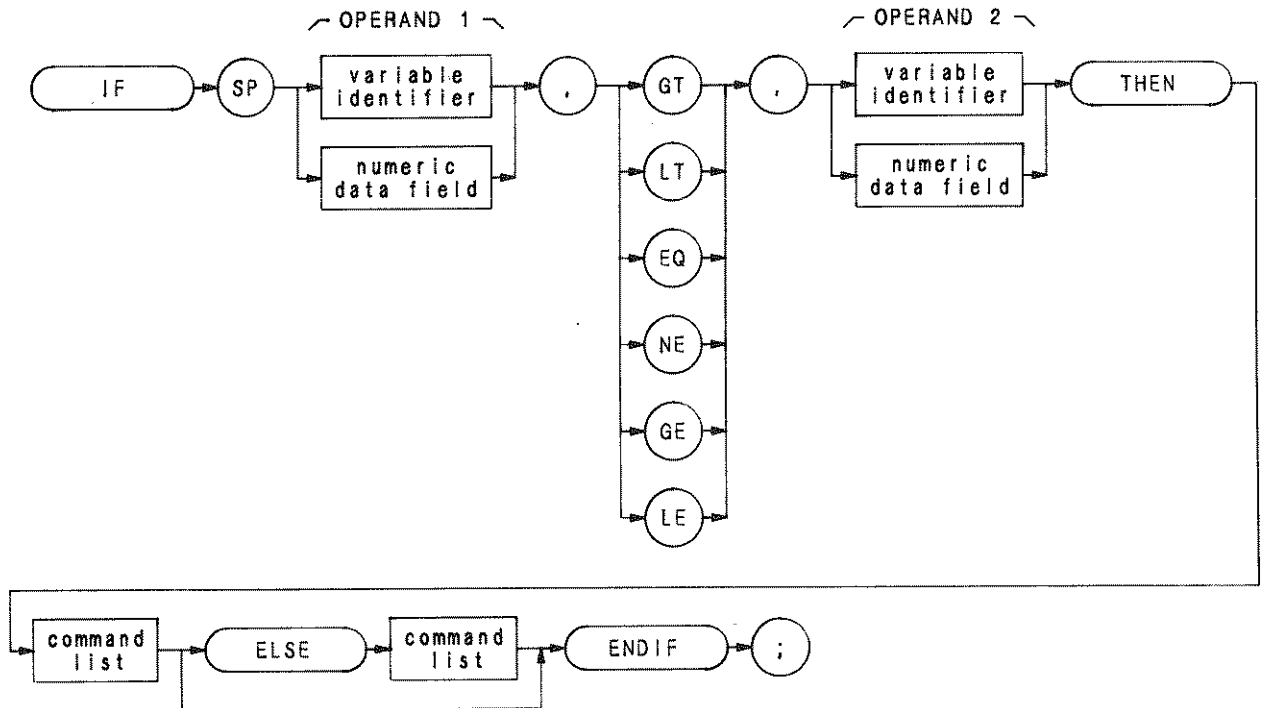 OPERAND 1
OPERAND 2
IF
SP
variable
identifier
,
GT
,
variable
identifier
THEN
numeric
data field
LT
numeric
data field
EQ
NE
GE
LE
command
list
ELSE
command
list
ENDIF
;